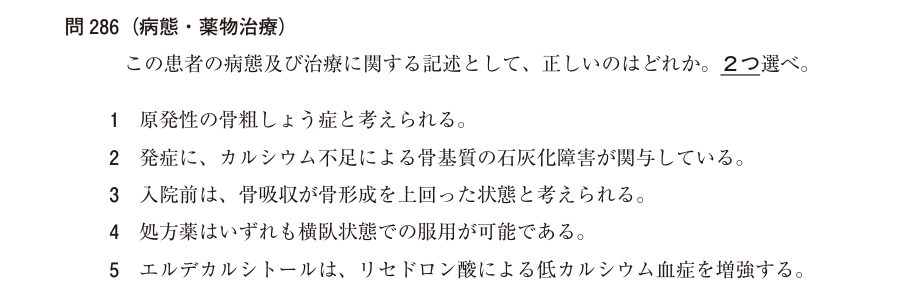 問 286(病態・薬物治療)
この患者の病態及び治療に関する記述として、正しいのはどれか。2つ選べ。
1 原発性の骨粗しょう症と考えられる。
2 発症に、カルシウム不足による骨基質の石灰化障害が関与している。
3 入院前は、骨吸収が骨形成を上回った状態と考えられる。
4 処方薬はいずれも横臥状態での服用が可能である。
5 エルデカルシトールは、リセドロン酸による低カルシウム血症を増強する。